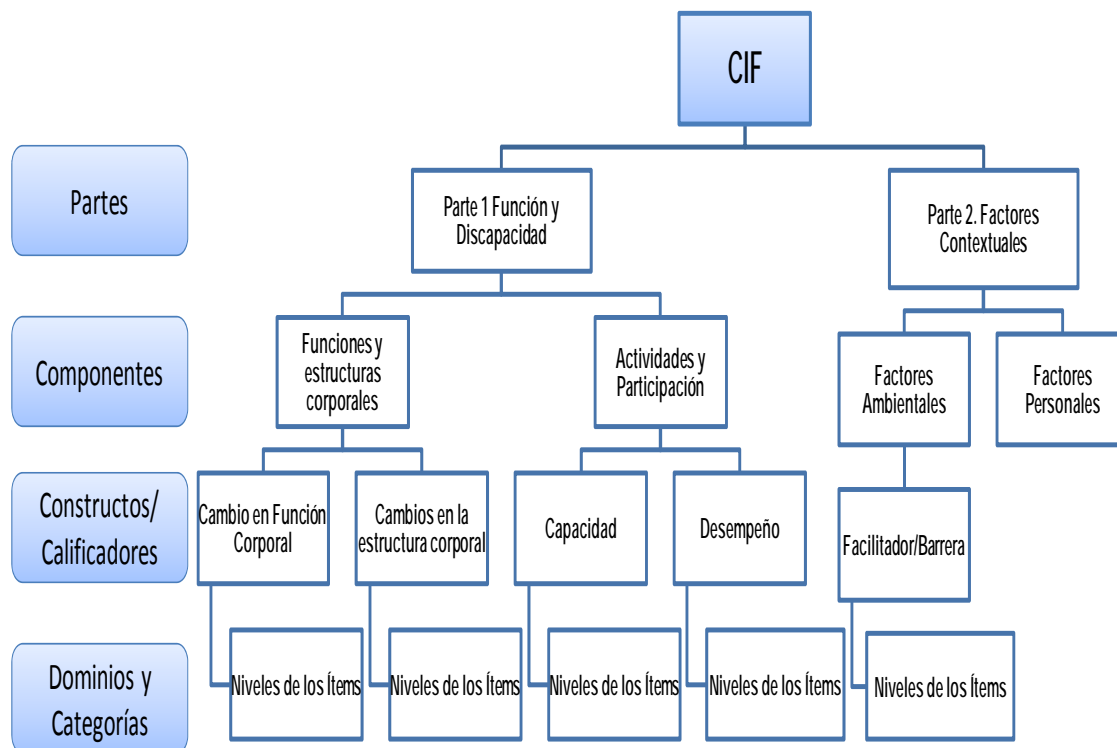 CIF
Partes
Parte 1 Función y
Discapacidad
Parte 2. Factores
Contextuales
Componentes
Funciones y
estructuras
corporales
Actividades y
Participación
Factores
Ambientales
Factores
Personales
Constructos/
Calificadores
Cambio en Función
Corporal
Cambios en la
estructura corporal
Capacidad
Desempeño
Facilitador/Barrera
Dominios y
Categorías
Niveles de los Ítems
Niveles de los Ítems
Niveles de los Ítems
Niveles de los Ítems
Niveles de los Ítems